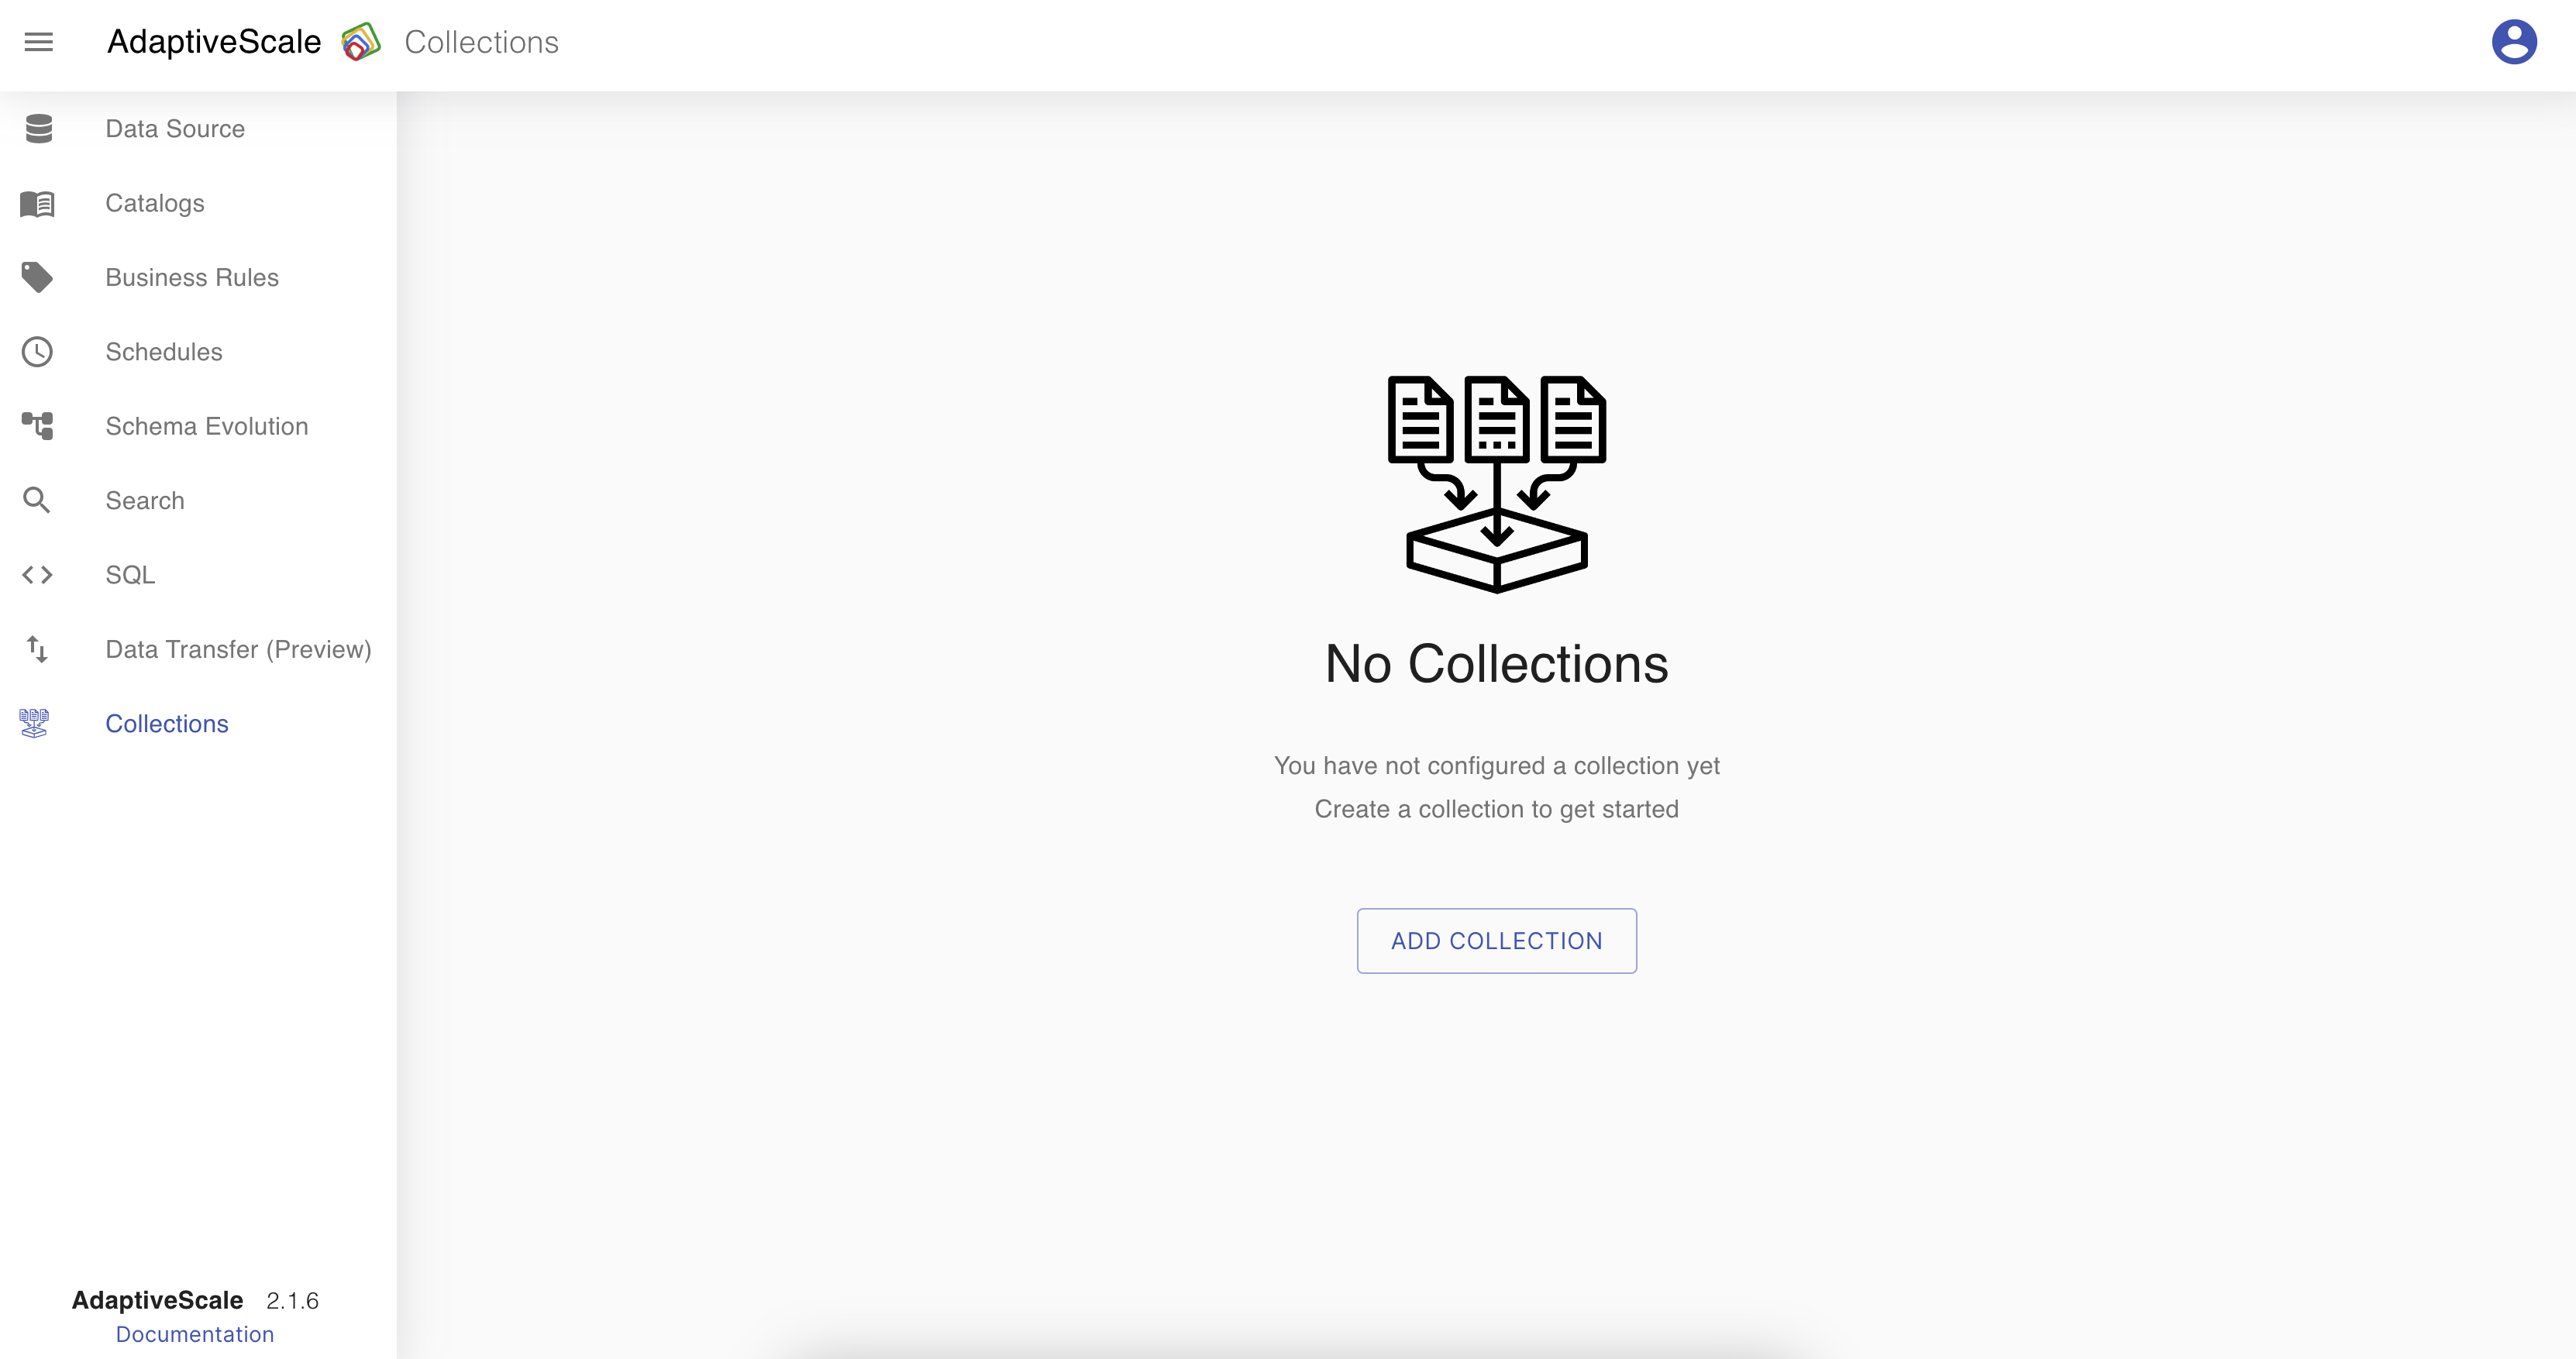 AdaptiveScale Collections
Data Source
Catalogs
Business Rules
Schedules
Schema Evolution
Search
SQL
Data Transfer (Preview)
Collections
No Collections
You have not configured a collection yet
Create a collection to get started
ADD COLLECTION
AdaptiveScale 2.1.6
Documentation